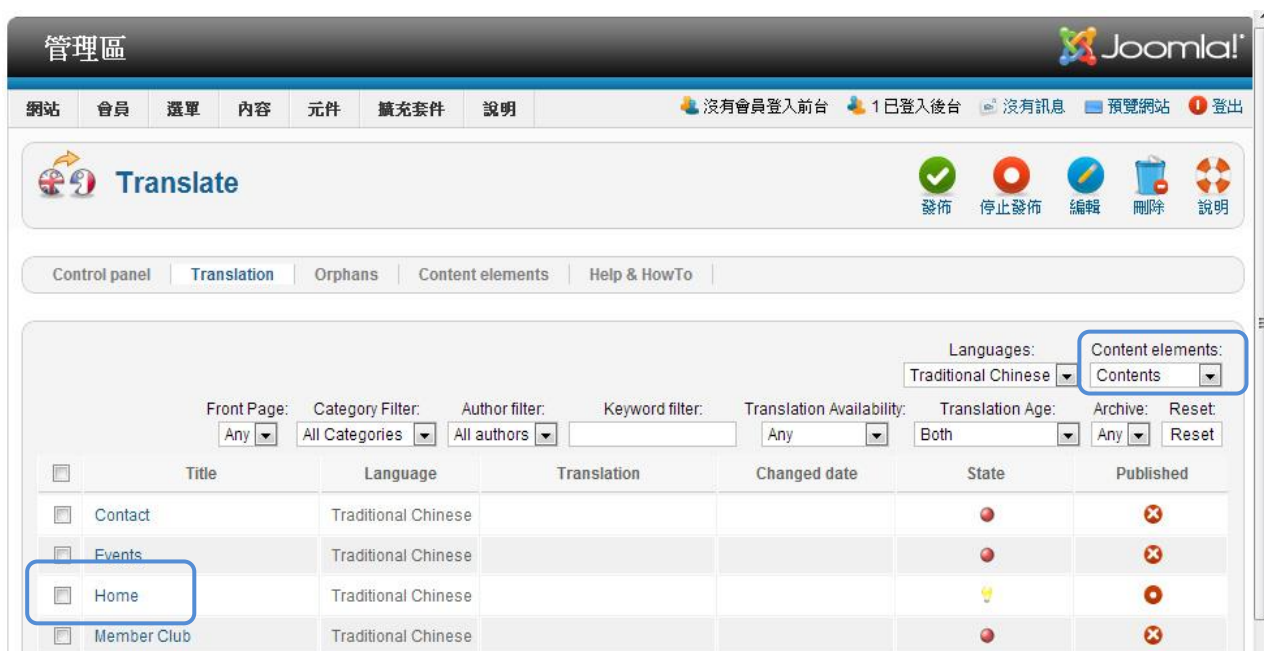 管理區 Joomla!
網站 會員 選單 內容 元件 擴充套件 說明 沒有會員登入前台 1 已登入後台 沒有訊息 預覽網站 登出
Translate
發佈 停止發佈 編輯 刪除 說明
Control panel Translation Orphans Content elements Help & HowTo
Languages: Content elements:
Traditional Chinese Contents
Front Page: Category Filter: Author filter: Keyword filter: Translation Availability: Translation Age: Archive: Reset:
Any All Categories All authors Any Both Any Reset
Title Language Translation Changed date State Published
Contact Traditional Chinese
Events Traditional Chinese
Home Traditional Chinese
Member Club Traditional Chinese